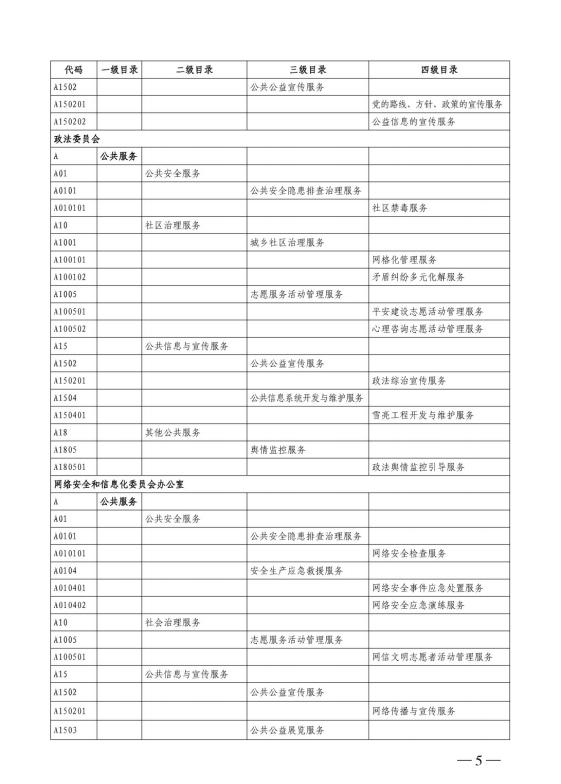 代码 一级目录 二级目录 三级目录 四级目录
A1502 公共公益宣传服务
A150201 党的路线、方针、政策的宣传服务
A150202 公益信息的宣传服务
政法委员会
A 公共服务
A01 公共安全服务
A0101 公共安全隐患排查治理服务
A010101 社区禁毒服务
A10 社区治理服务
A1001 城乡社区治理服务
A100101 网格化管理服务
A100102 矛盾纠纷多元化解服务
A1005 志愿服务活动管理服务
A100501 平安建设志愿活动管理服务
A100502 心理咨询志愿活动管理服务
A15 公共信息与宣传服务
A1502 公共公益宣传服务
A150201 政法综治宣传服务
A1504 公共信息系统开发与维护服务
A150401 雪亮工程开发与维护服务
A18 其他公共服务
A1805 舆情监控服务
A180501 政法舆情监控引导服务
网络安全和信息化委员会办公室
A 公共服务
A01 公共安全服务
A0101 公共安全隐患排查治理服务
A010101 网络安全检查服务
A0104 安全生产应急救援服务
A010401 网络安全事件应急处置服务
A010402 网络安全应急演练服务
A10 社会治理服务
A1005 志愿服务活动管理服务
A100501 网信文明志愿者活动管理服务
A15 公共信息与宣传服务
A1502 公共公益宣传服务
A150201 网络传播与宣传服务
A1503 公共公益展览服务
— 5 —